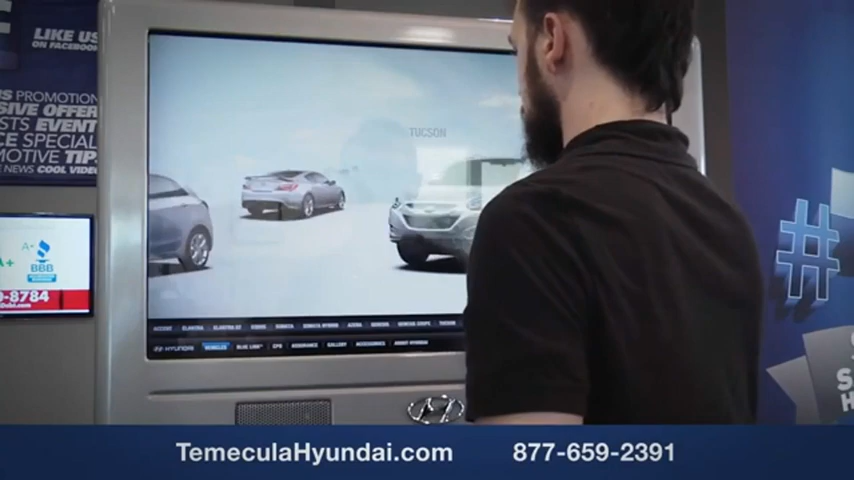 LIKE US
ON FACEBOOK
PROMOTION
SIVE OFFER
STS EVENT
CE SPECIAL
MOTIVE TIPS
E NEWS COOL VIDEO
A+
BBB
-8784
TUCSON
ACCENT ELANTRA ELANTRA GT SONATA SONATA HYBRID AZERA GENESIS GENESIS COUPE TUCSON
HYUNDAI VEHICLES BLUE LINK CPO ASSURANCE GALLERY ACCESSORIES ABOUT HYUNDAI
#
TemeculaHyundai.com 877-659-2391